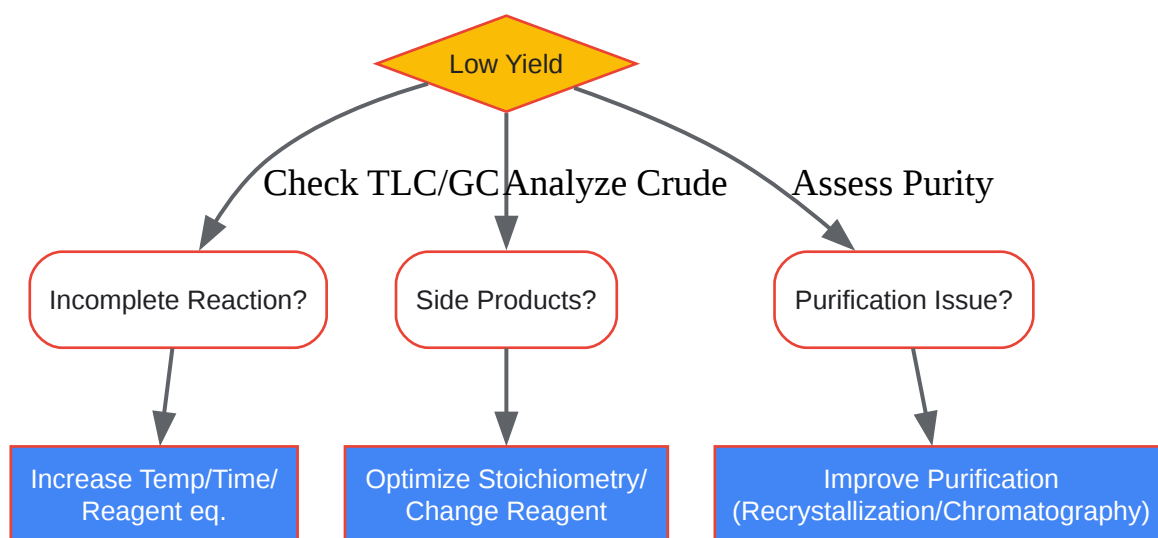 Low Yield
Check TLC/GC
Analyze Crude
Assess Purity
Incomplete Reaction?
Side Products?
Purification Issue?
Increase Temp/Time/
Reagent eq.
Optimize Stoichiometry/
Change Reagent
Improve Purification
(Recrystallization/Chromatography)